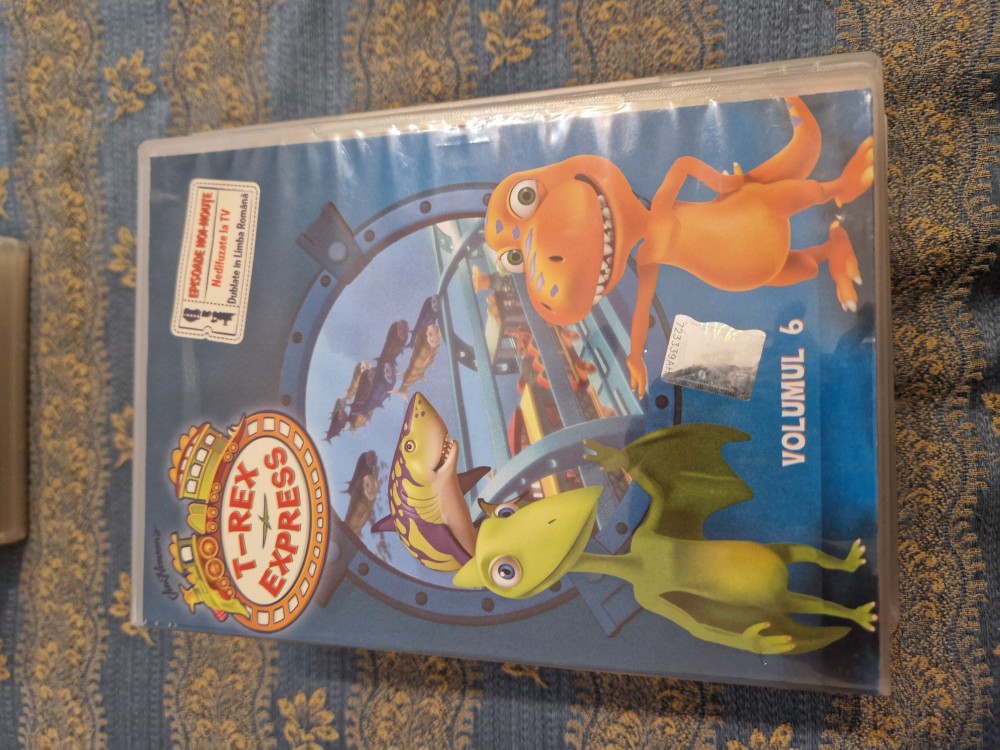 T-REX
EXPRESS
EPISOADE NOI-NOUȚE
Nedifuzate la TV
Dublate în Limba Română
VOLUMUL 6